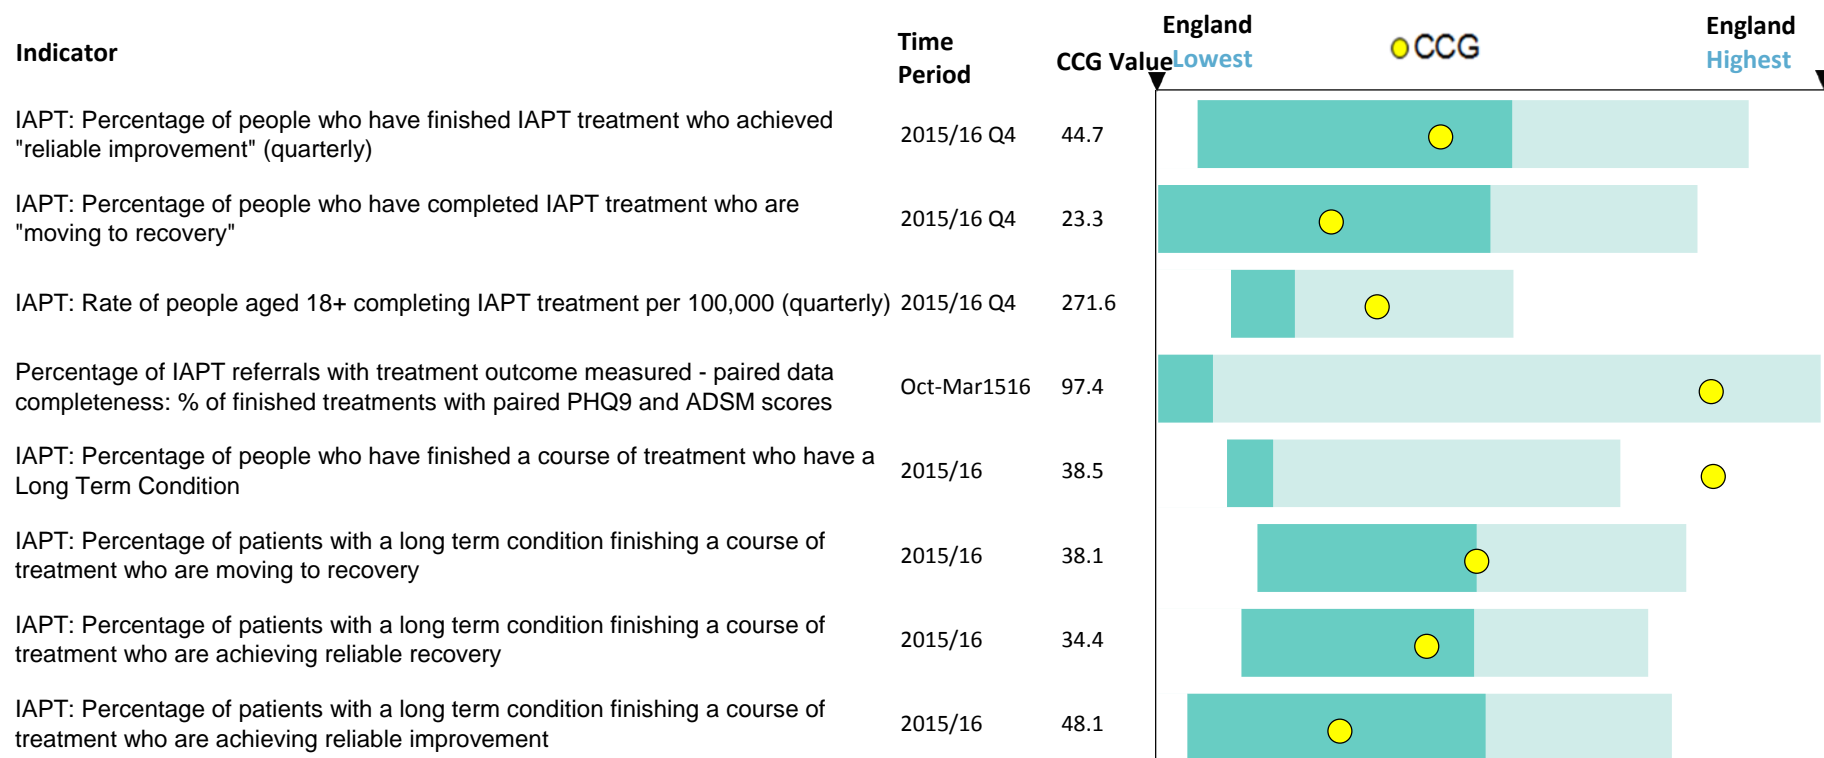 Indicator
Time
Period
CCG Value
England
Lowest
CCG
England
Highest
IAPT: Percentage of people who have finished IAPT treatment who achieved
"reliable improvement" (quarterly)
2015/16 Q4
44.7
IAPT: Percentage of people who have completed IAPT treatment who are
"moving to recovery"
2015/16 Q4
23.3
IAPT: Rate of people aged 18+ completing IAPT treatment per 100,000 (quarterly)
2015/16 Q4
271.6
Percentage of IAPT referrals with treatment outcome measured - paired data
completeness: % of finished treatments with paired PHQ9 and ADSM scores
Oct-Mar1516
97.4
IAPT: Percentage of people who have finished a course of treatment who have a
Long Term Condition
2015/16
38.5
IAPT: Percentage of patients with a long term condition finishing a course of
treatment who are moving to recovery
2015/16
38.1
IAPT: Percentage of patients with a long term condition finishing a course of
treatment who are achieving reliable recovery
2015/16
34.4
IAPT: Percentage of patients with a long term condition finishing a course of
treatment who are achieving reliable improvement
2015/16
48.1